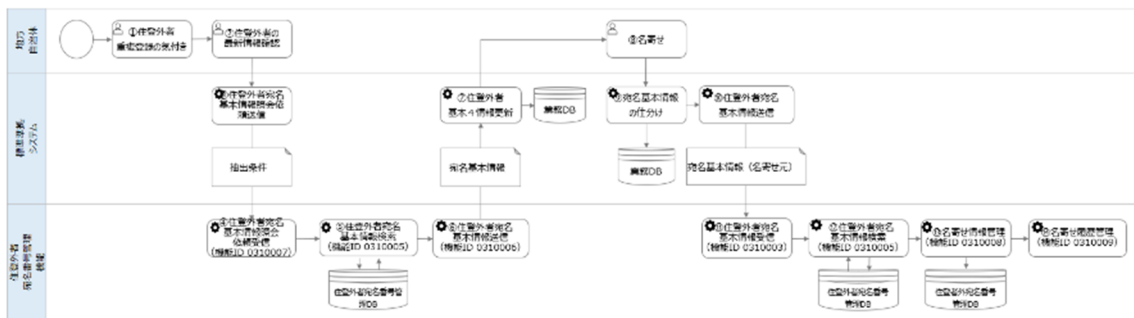 地方
自治体
①住登外者
重複登録の気付き
②住登外者の
最新情報確認
⑧名寄せ
標準準拠
システム
③住登外者宛名
基本情報照会依
頼送信
抽出条件
⑦住登外者
基本4情報更新
業務DB
宛名基本情報
⑨宛名基本情報
の仕分け
業務DB
⑩住登外者宛名
基本情報送信
宛名基本情報（名寄せ元）
住登外者
宛名番号管理
機能
④住登外者宛名
基本情報照会
依頼受信
（機能ID 0310007）
⑤住登外者宛名
基本情報検索
（機能ID 0310005）
住登外者宛名番号管
理DB
⑥住登外者宛名
基本情報送信
（機能ID 0310006）
⑪住登外者宛名
基本情報受信
（機能ID 0310003）
⑫住登外者宛名
基本情報検索
（機能ID 0310005）
住登外者宛名番号
管理DB
⑬名寄せ情報管理
（機能ID 0310008）
住登外者宛名番号
管理DB
⑭名寄せ履歴管理
（機能ID 0310009）